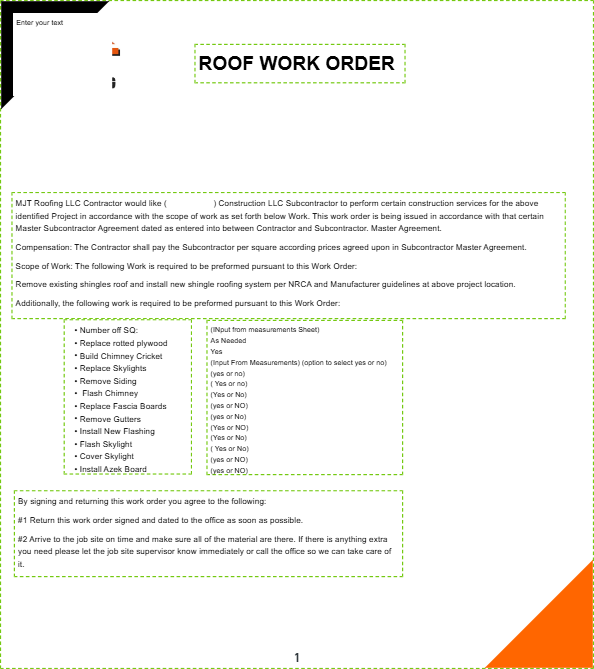 Enter your text
ROOF WORK ORDER
MJT Roofing LLC Contractor would like ( ) Construction LLC Subcontractor to perform certain construction services for the above
identified Project in accordance with the scope of work as set forth below Work. This work order is being issued in accordance with that certain
Master Subcontractor Agreement dated as entered into between Contractor and Subcontractor. Master Agreement.
Compensation: The Contractor shall pay the Subcontractor per square according prices agreed upon in Subcontractor Master Agreement.
Scope of Work: The following Work is required to be preformed pursuant to this Work Order:
Remove existing shingles roof and install new shingle roofing system per NRCA and Manufacturer guidelines at above project location.
Additionally, the following work is required to be preformed pursuant to this Work Order:
• Number off SQ:
• Replace rotted plywood
• Build Chimney Cricket
• Replace Skylights
• Remove Siding
• Flash Chimney
• Replace Fascia Boards
• Remove Gutters
• Install New Flashing
• Flash Skylight
• Cover Skylight
• Install Azek Board
(INput from measurements Sheet)
As Needed
Yes
(Input From Measurements) (option to select yes or no)
(yes or no)
( Yes or no)
(Yes or No)
(yes or NO)
(yes or No)
(Yes or NO)
(Yes or No)
( Yes or No)
(yes or NO)
(yes or NO)
By signing and returning this work order you agree to the following:
#1 Return this work order signed and dated to the office as soon as possible.
#2 Arrive to the job site on time and make sure all of the material are there. If there is anything extra
you need please let the job site supervisor know immediately or call the office so we can take care of
it.
1